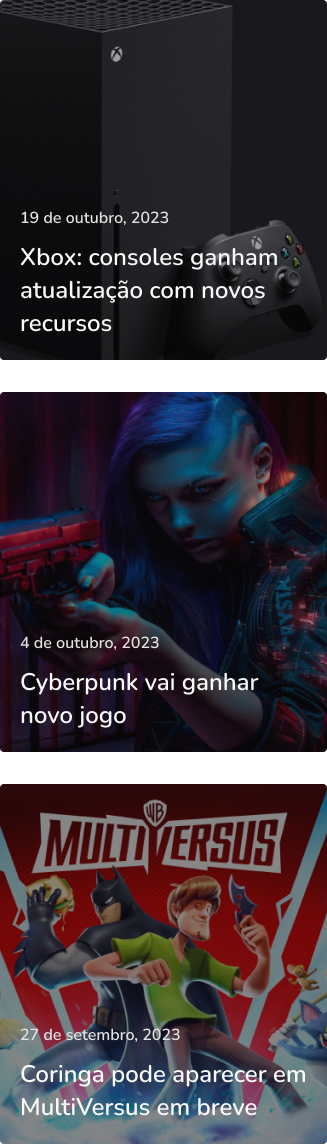 19 de outubro, 2023
Xbox: consoles ganham
atualização com novos
recursos
4 de outubro, 2023
Cyberpunk vai ganhar
novo jogo
WB
MULTIVERSUS
27 de setembro, 2023
Coringa pode aparecer em
MultiVersus em breve